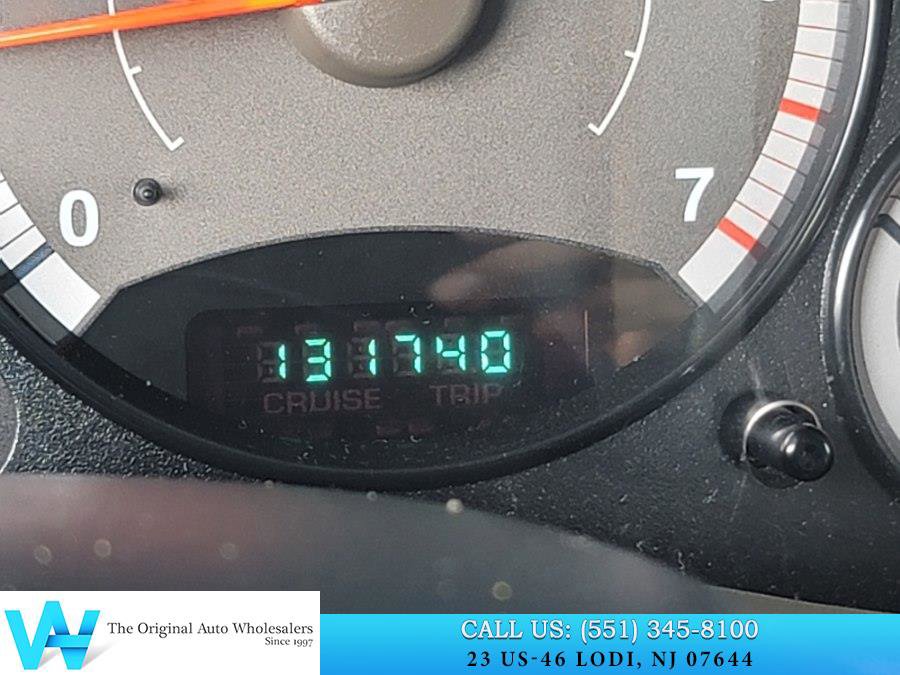 0
7
131740
CRUISE TRIP
The Original Auto Wholesalers
Since 1997
CALL US: (551) 345-8100
23 US-46 LODI, NJ 07644